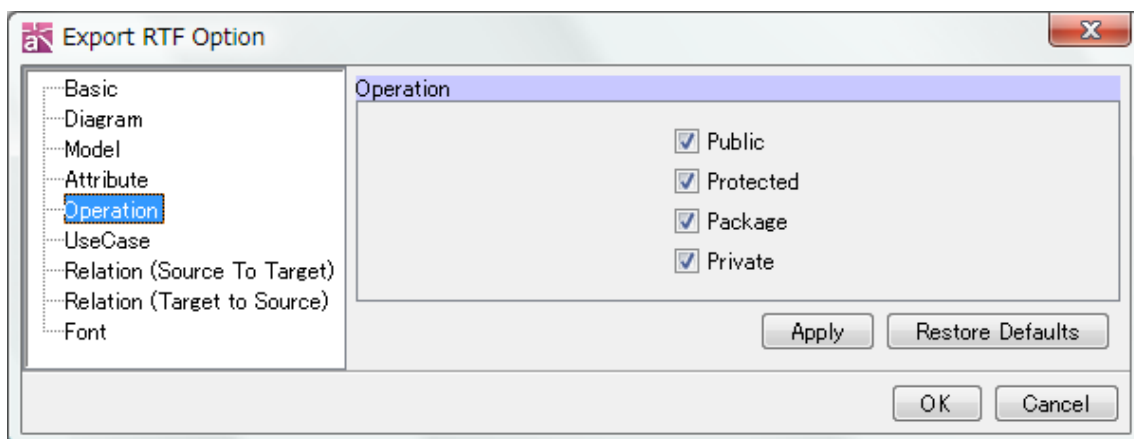 Export RTF Option
Basic
Diagram
Model
Attribute
Operation
UseCase
Relation (Source To Target)
Relation (Target to Source)
Font
Operation
Public
Protected
Package
Private
Apply
Restore Defaults
OK
Cancel